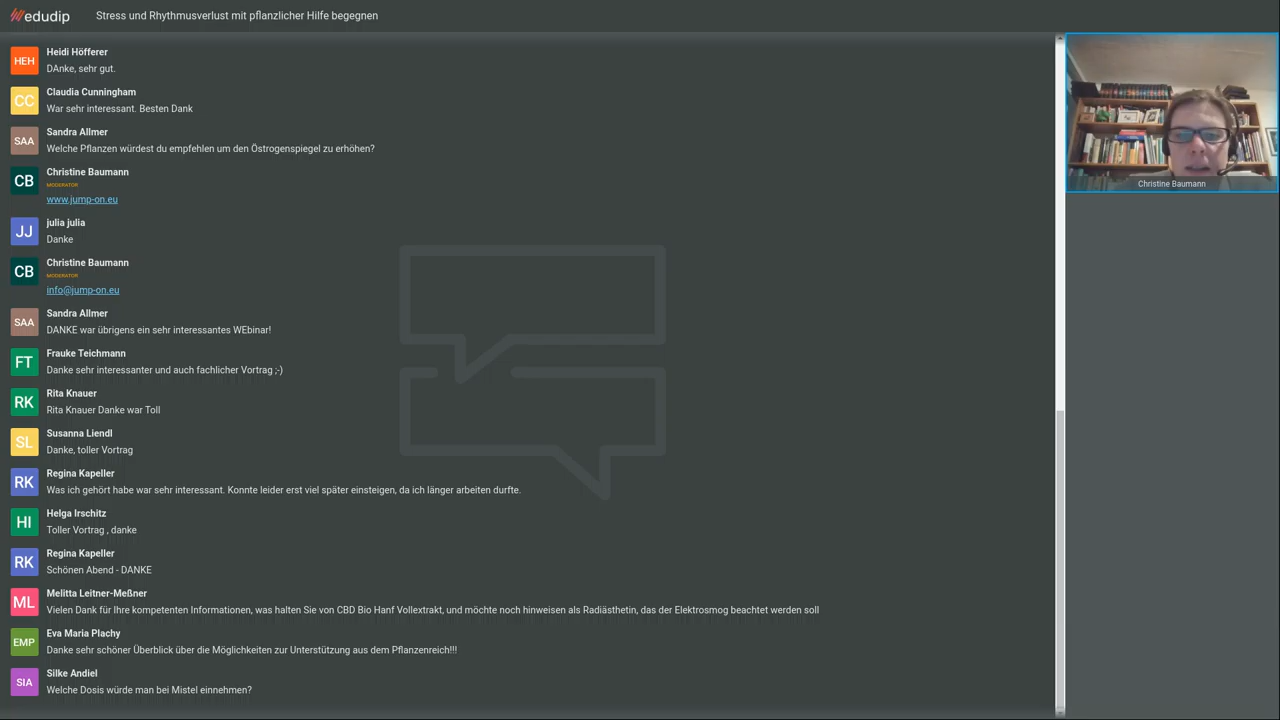 edudip
Stress und Rhythmusverlust mit pflanzlicher Hilfe begegnen
HEH
Heidi Höfferer
DAnke, sehr gut.
CC
Claudia Cunningham
War sehr interessant. Besten Dank
SAA
Sandra Allmer
Welche Pflanzen würdest du empfehlen um den Östrogenspiegel zu erhöhen?
CB
Christine Baumann
MODERATOR
www.jump-on.eu
JJ
julia julia
Danke
CB
Christine Baumann
MODERATOR
info@jump-on.eu
SAA
Sandra Allmer
DANKE war übrigens ein sehr interessantes WEbinar!
FT
Frauke Teichmann
Danke sehr interessanter und auch fachlicher Vortrag ;-)
RK
Rita Knauer
Rita Knauer Danke war Toll
SL
Susanna Liendl
Danke, toller Vortrag
RK
Regina Kapeller
Was ich gehört habe war sehr interessant. Konnte leider erst viel später einsteigen, da ich länger arbeiten durfte.
HI
Helga Irschitz
Toller Vortrag , danke
RK
Regina Kapeller
Schönen Abend - DANKE
ML
Melitta Leitner-Meßner
Vielen Dank für Ihre kompetenten Informationen, was halten Sie von CBD Bio Hanf Vollextrakt, und möchte noch hinweisen als Radiästhetin, das der Elektrosmog beachtet werden soll
EMP
Eva Maria Plachy
Danke sehr schöner Überblick über die Möglichkeiten zur Unterstützung aus dem Pflanzenreich!!!
SIA
Silke Andiel
Welche Dosis würde man bei Mistel einnehmen?
Christine Baumann